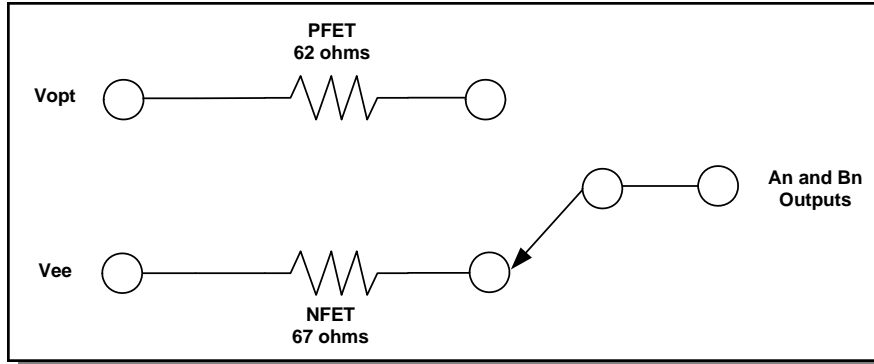 PFET
62 ohms
Vopt
An and Bn
Outputs
Vee
NFET
67 ohms